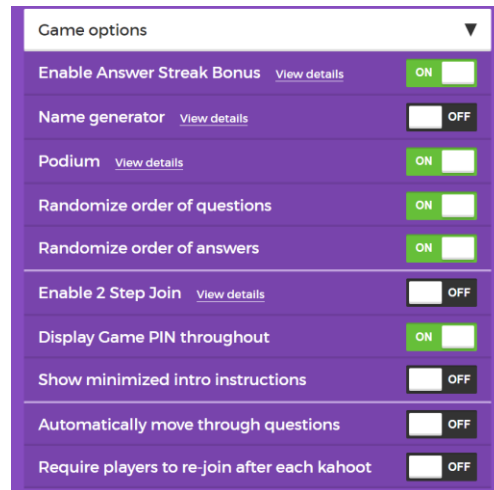 Game options ▼
Enable Answer Streak Bonus View details ON
Name generator View details OFF
Podium View details ON
Randomize order of questions ON
Randomize order of answers ON
Enable 2 Step Join View details OFF
Display Game PIN throughout ON
Show minimized intro instructions OFF
Automatically move through questions OFF
Require players to re-join after each kahoot OFF